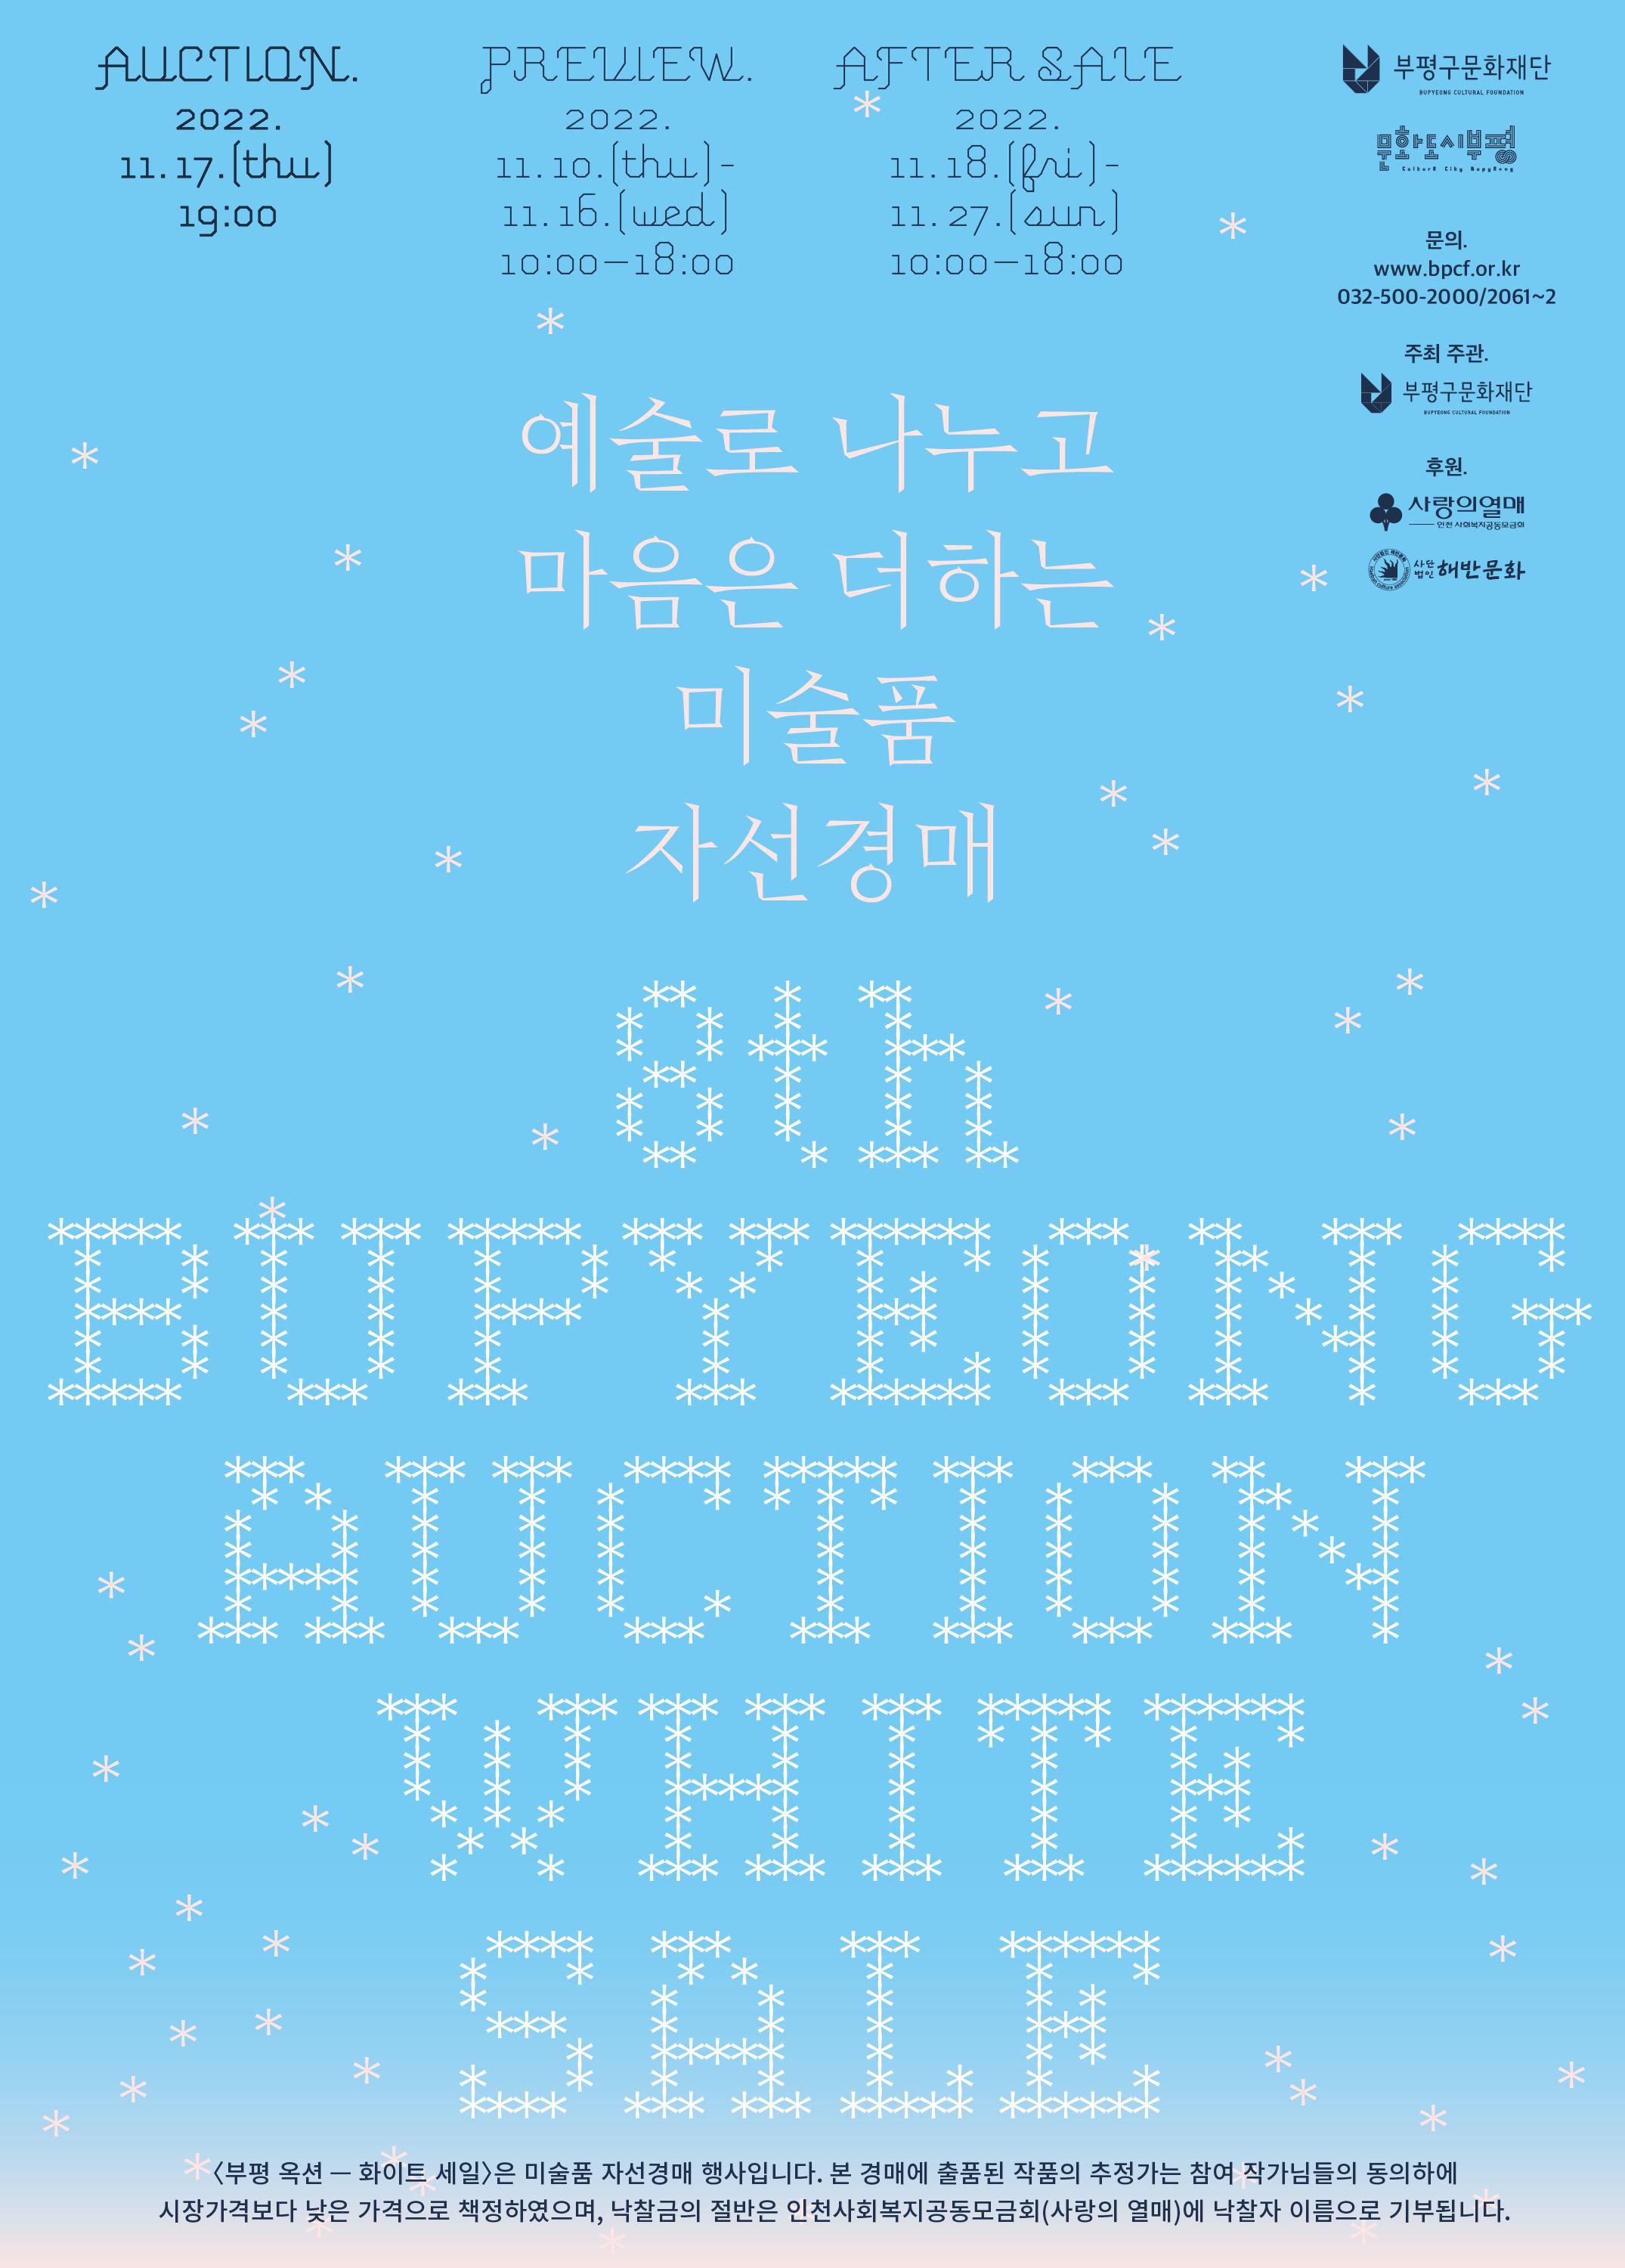 AUCTION.
2022.
11.17.(thu)
19:00
PREVIEW.
2022.
11.10.(thu)-
11.16.(wed)
10:00—18:00
AFTER SALE
2022.
11.18.(fri)-
11.27.(sun)
10:00—18:00
부평구문화재단
BUPYEONG CULTURAL FOUNDATION
문화도시부평
Culture City Bupyeong
문의.
www.bpcf.or.kr
032-500-2000/2061~2
주최 주관.
부평구문화재단
BUPYEONG CULTURAL FOUNDATION
후원.
사랑의열매
인천 사회복지공동모금회
사단법인 해반문화
예술로 나누고
마음은 더하는
미술품
자선경매
8th
BUPYEONG
AUCTION
WHITE
SALE
〈부평 옥션 — 화이트 세일〉은 미술품 자선경매 행사입니다. 본 경매에 출품된 작품의 추정가는 참여 작가님들의 동의하에
시장가격보다 낮은 가격으로 책정하였으며, 낙찰금의 절반은 인천사회복지공동모금회(사랑의 열매)에 낙찰자 이름으로 기부됩니다.